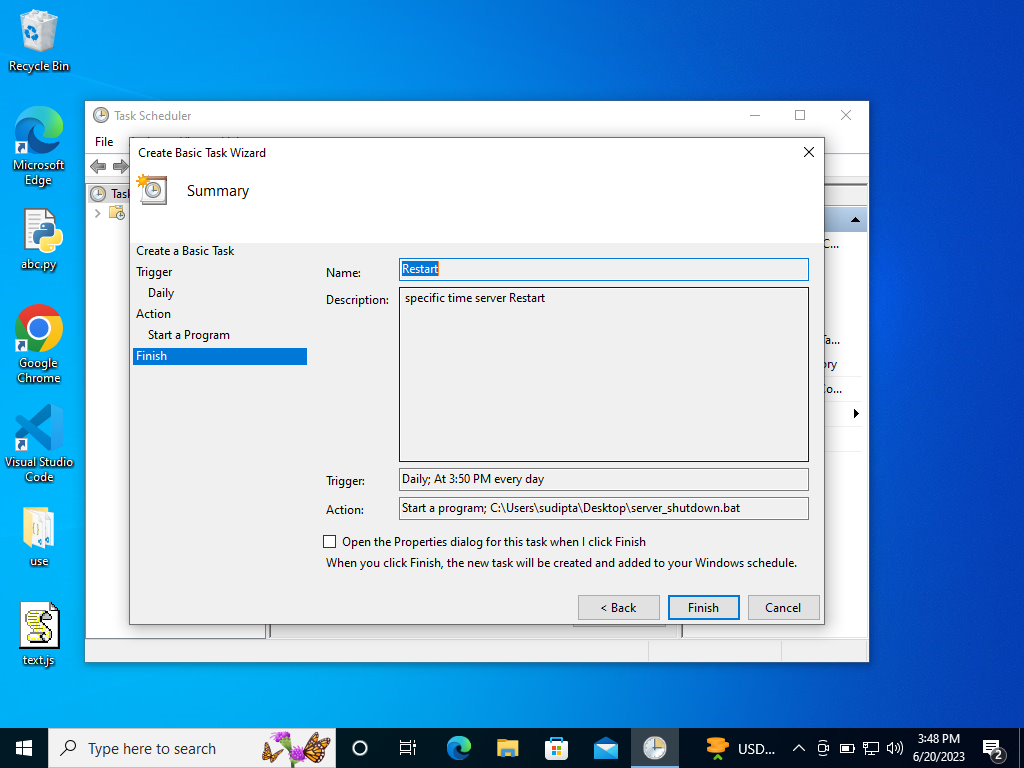 Recycle Bin
Microsoft
Edge
abc.py
Google
Chrome
Visual Studio
Code
use
text.js
Task Scheduler
File
Create Basic Task Wizard
Summary
Create a Basic Task
Trigger
Daily
Action
Start a Program
Finish
Name:
Restart
Description:
specific time server Restart
Trigger:
Daily; At 3:50 PM every day
Action:
Start a program; C:\Users\sudipta\Desktop\server_shutdown.bat
Open the Properties dialog for this task when I click Finish
When you click Finish, the new task will be created and added to your Windows schedule.
< Back
Finish
Cancel
Type here to search
USD...
3:48 PM
6/20/2023
2